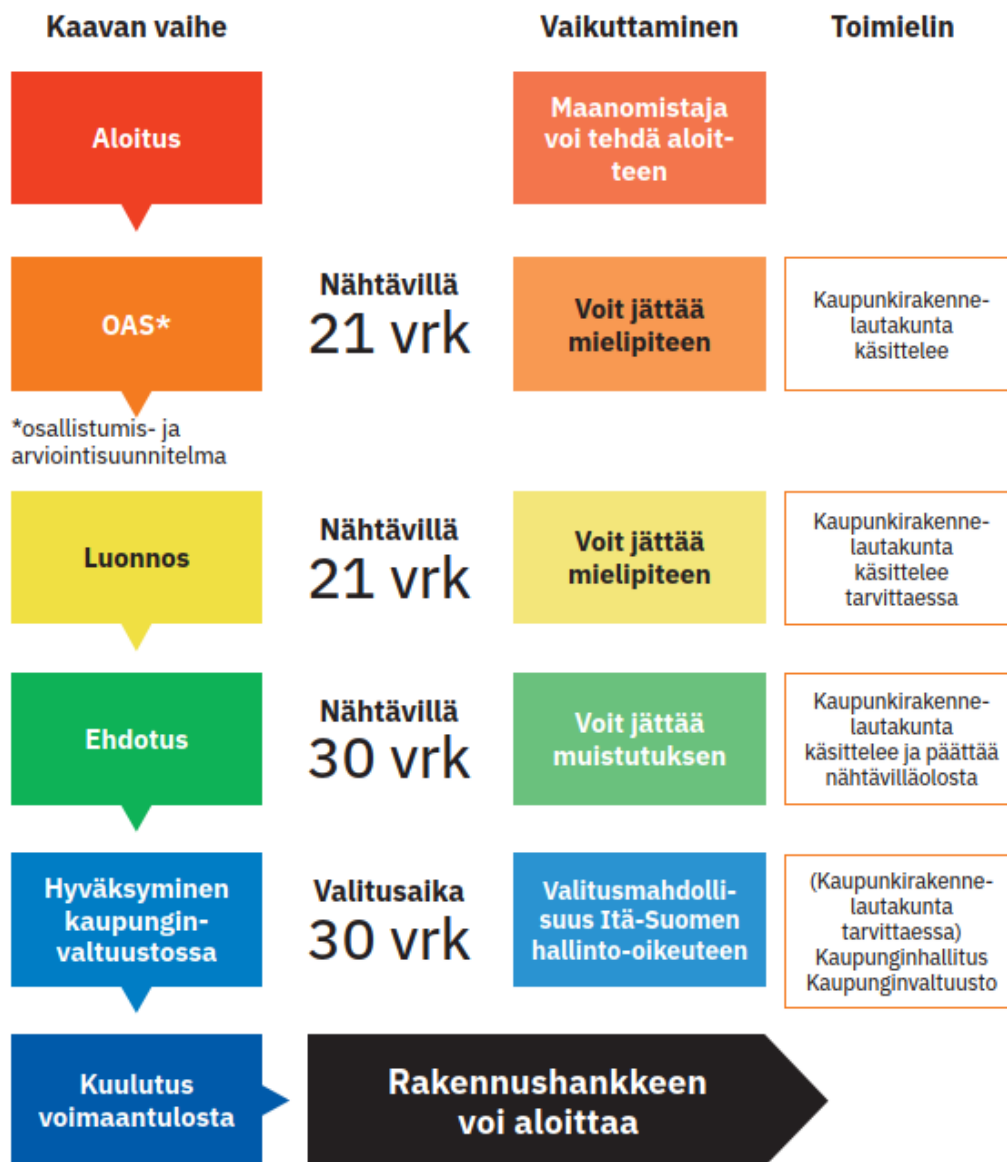 Kaavan vaihe
Vaikuttaminen
Toimielin
Aloitus
Maanomistaja
voi tehdä aloit-
teen
OAS*
Nähtävillä
21 vrk
Voit jättää
mielipiteen
Kaupunkirakenne-
lautakunta
käsittelee
*osallistumis- ja
arviointisuunnitelma
Luonnos
Nähtävillä
21 vrk
Voit jättää
mielipiteen
Kaupunkirakenne-
lautakunta
käsittelee
tarvittaessa
Ehdotus
Nähtävillä
30 vrk
Voit jättää
muistutuksen
Kaupunkirakenne-
lautakunta
käsittelee ja päättää
nähtävilläolosta
Hyväksyminen
kaupungin-
valtuustossa
Valitusaika
30 vrk
Valitusmahdolli-
suus Itä-Suomen
hallinto-oikeuteen
(Kaupunkirakenne-
lautakunta
tarvittaessa)
Kaupunginhallitus
Kaupunginvaltuusto
Kuulutus
voimaantulosta
Rakennushankkeen
voi aloittaa